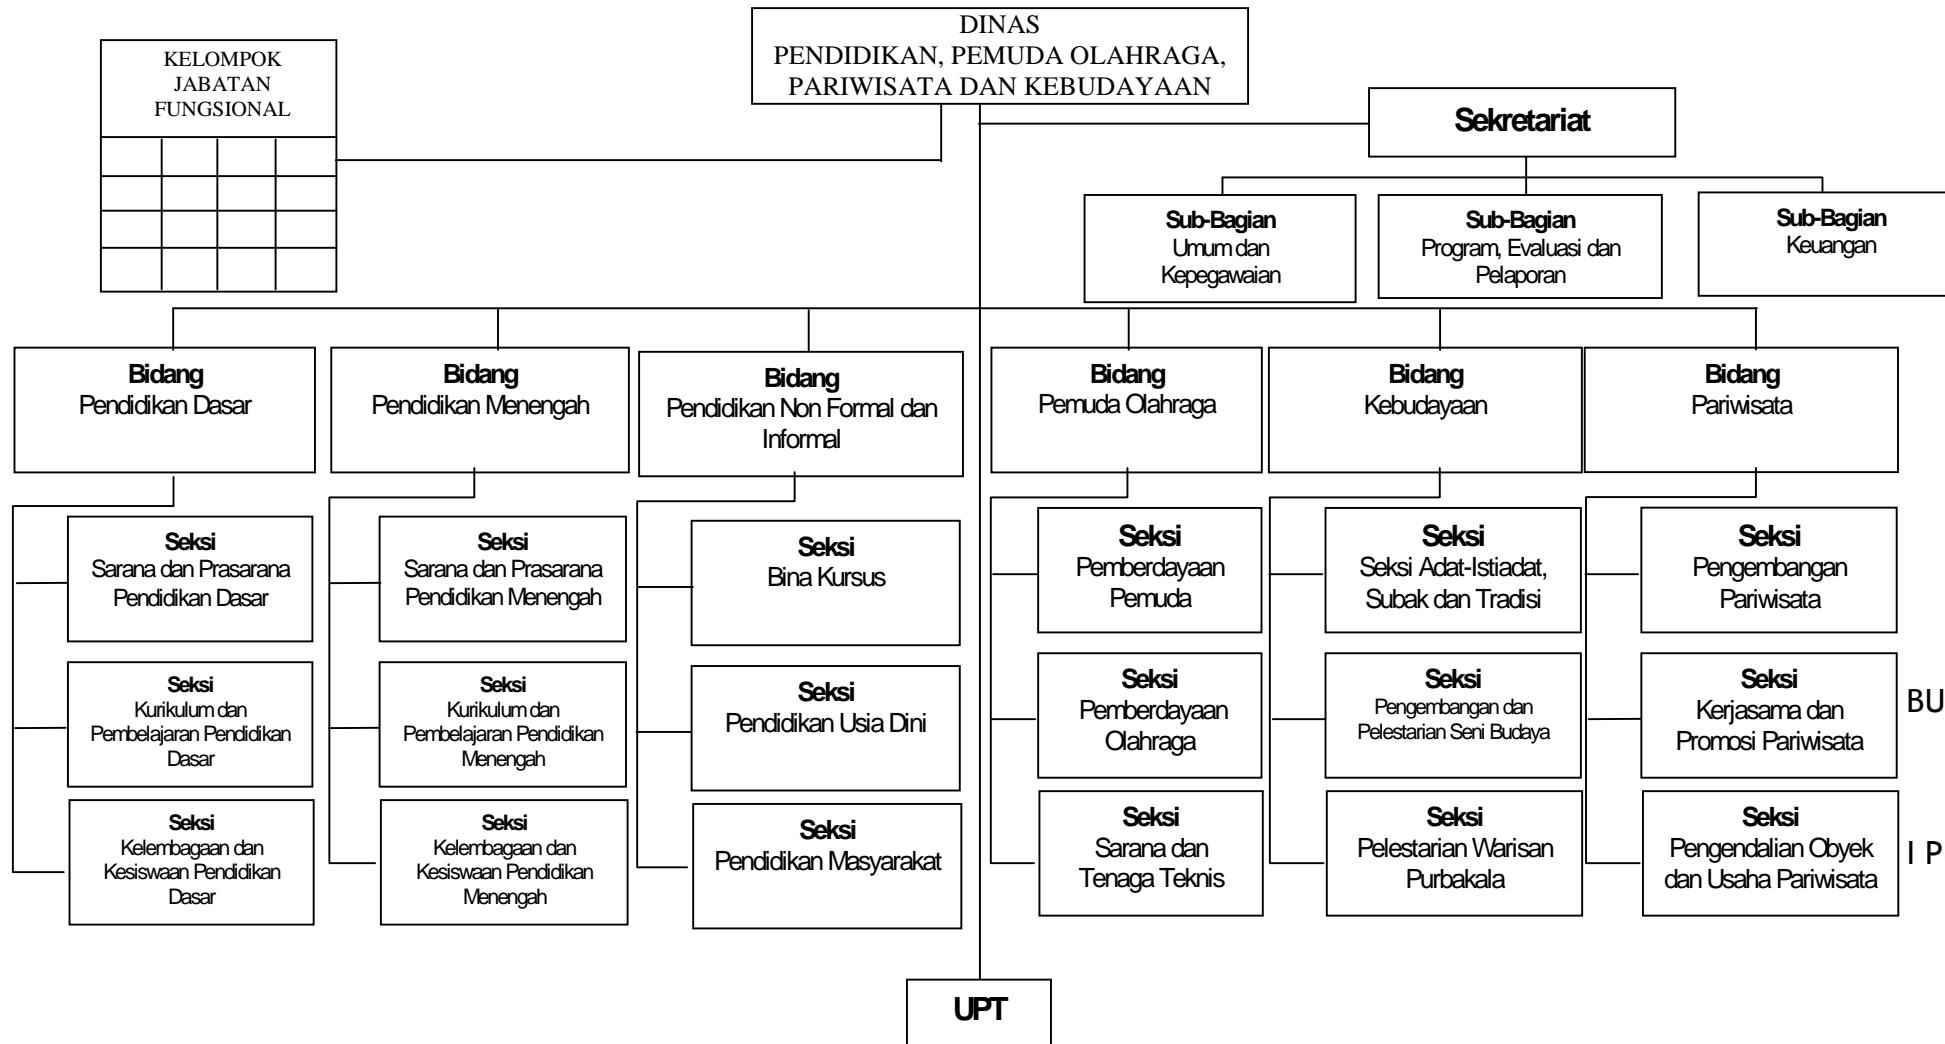 DINAS
PENDIDIKAN, PEMUDA OLAHRAGA,
PARIWISATA DAN KEBUDAYAAN
KELOMPOK
JABATAN
FUNGSIONAL
Sekretariat
Sub-Bagian
Umum dan
Kepegawaian
Sub-Bagian
Program, Evaluasi dan
Pelaporan
Sub-Bagian
Keuangan
Bidang
Pendidikan Dasar
Bidang
Pendidikan Menengah
Bidang
Pendidikan Non Formal dan
Informal
Bidang
Pemuda Olahraga
Bidang
Kebudayaan
Bidang
Pariwisata
Seksi
Sarana dan Prasarana
Pendidikan Dasar
Seksi
Sarana dan Prasarana
Pendidikan Menengah
Seksi
Bina Kursus
Seksi
Pemberdayaan
Pemuda
Seksi
Seksi Adat-Istiadat,
Subak dan Tradisi
Seksi
Pengembangan
Pariwisata
Seksi
Kurikulum dan
Pembelajaran Pendidikan
Dasar
Seksi
Kurikulum dan
Pembelajaran Pendidikan
Menengah
Seksi
Pendidikan Usia Dini
Seksi
Pemberdayaan
Olahraga
Seksi
Pengembangan dan
Pelestarian Seni Budaya
Seksi
Kerjasama dan
Promosi Pariwisata
BU
Seksi
Kelembagaan dan
Kesiswaan Pendidikan
Dasar
Seksi
Kelembagaan dan
Kesiswaan Pendidikan
Menengah
Seksi
Pendidikan Masyarakat
Seksi
Sarana dan
Tenaga Teknis
Seksi
Pelestarian Warisan
Purbakala
Seksi
Pengendalian Obyek
dan Usaha Pariwisata
I P
UPT